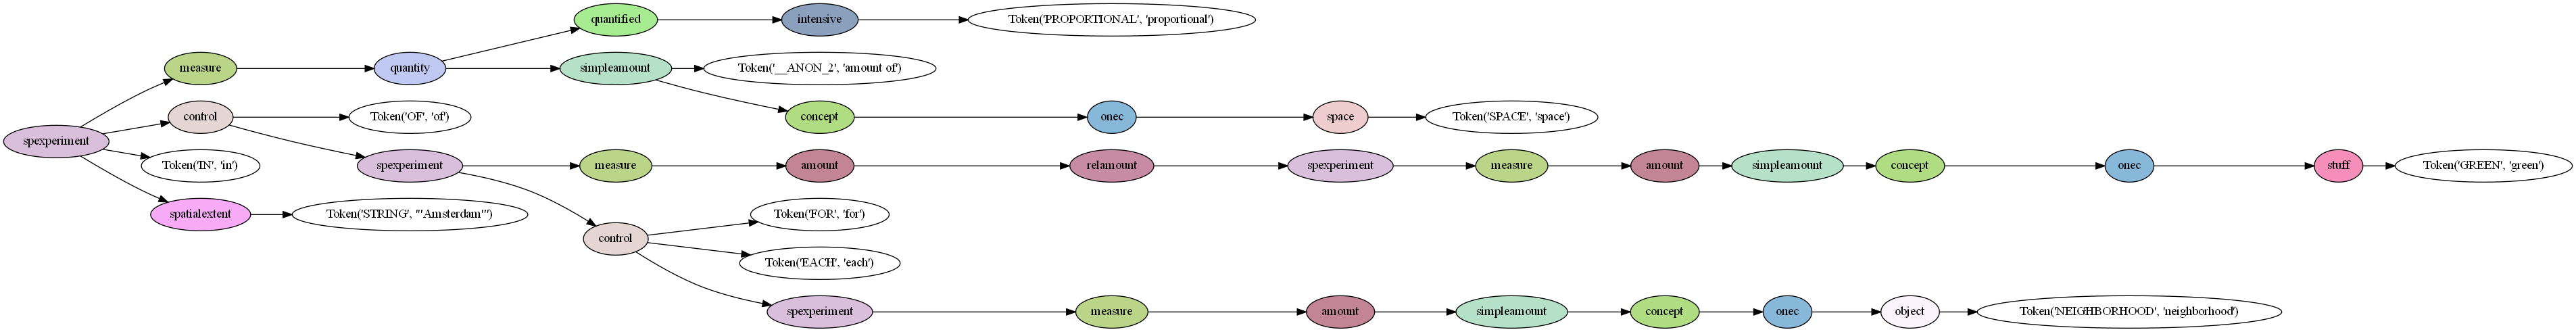 quantified intensive Token('PROPORTIONAL', 'proportional')
measure quantity simpleamount Token('__ANON_2', 'amount of')
control Token('OF', 'of') concept onec space Token('SPACE', 'space')
spexperiment
Token('IN', 'in') spexperiment measure amount relamount spexperiment measure amount simpleamount concept onec stuff Token('GREEN', 'green')
spatialextent Token('STRING', "'Amsterdam'") Token('FOR', 'for')
control
Token('EACH', 'each')
spexperiment measure amount simpleamount concept onec object Token('NEIGHBORHOOD', 'neighborhood')